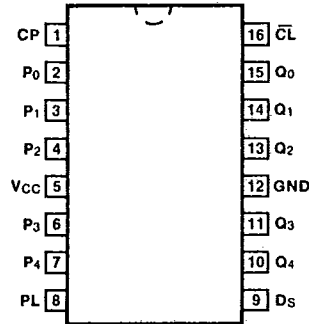 CP 1 16 C̅L̅
P0 2 15 Q0
P1 3 14 Q1
P2 4 13 Q2
VCC 5 12 GND
P3 6 11 Q3
P4 7 10 Q4
PL 8 9 DS